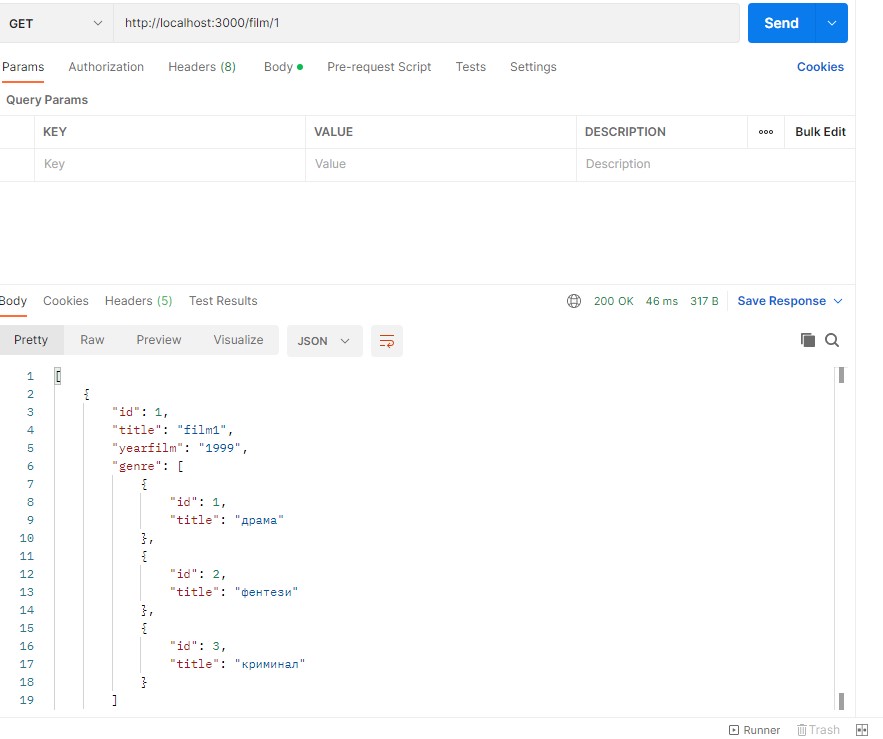 GET http://localhost:3000/film/1 Send
Params Authorization Headers (8) Body Pre-request Script Tests Settings Cookies
Query Params
KEY VALUE DESCRIPTION ooo Bulk Edit
Key Value Description
Body Cookies Headers (5) Test Results 200 OK 46 ms 317 B Save Response
Pretty Raw Preview Visualize JSON
1 [
2 {
3 "id": 1,
4 "title": "film1",
5 "yearfilm": "1999",
6 "genre": [
7 {
8 "id": 1,
9 "title": "драма"
10 },
11 {
12 "id": 2,
13 "title": "фентези"
14 },
15 {
16 "id": 3,
17 "title": "криминал"
18 }
19 ]
Runner Trash